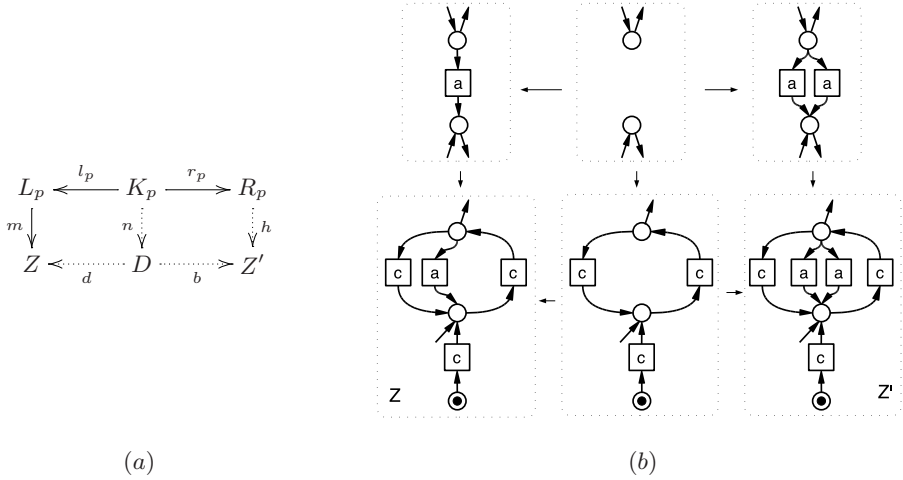 a
a a
l_p r_p
L_p K_p R_p
m n h
Z D Z'
d b
c a c
c c
c a a c
c c c
Z Z'
(a) (b)